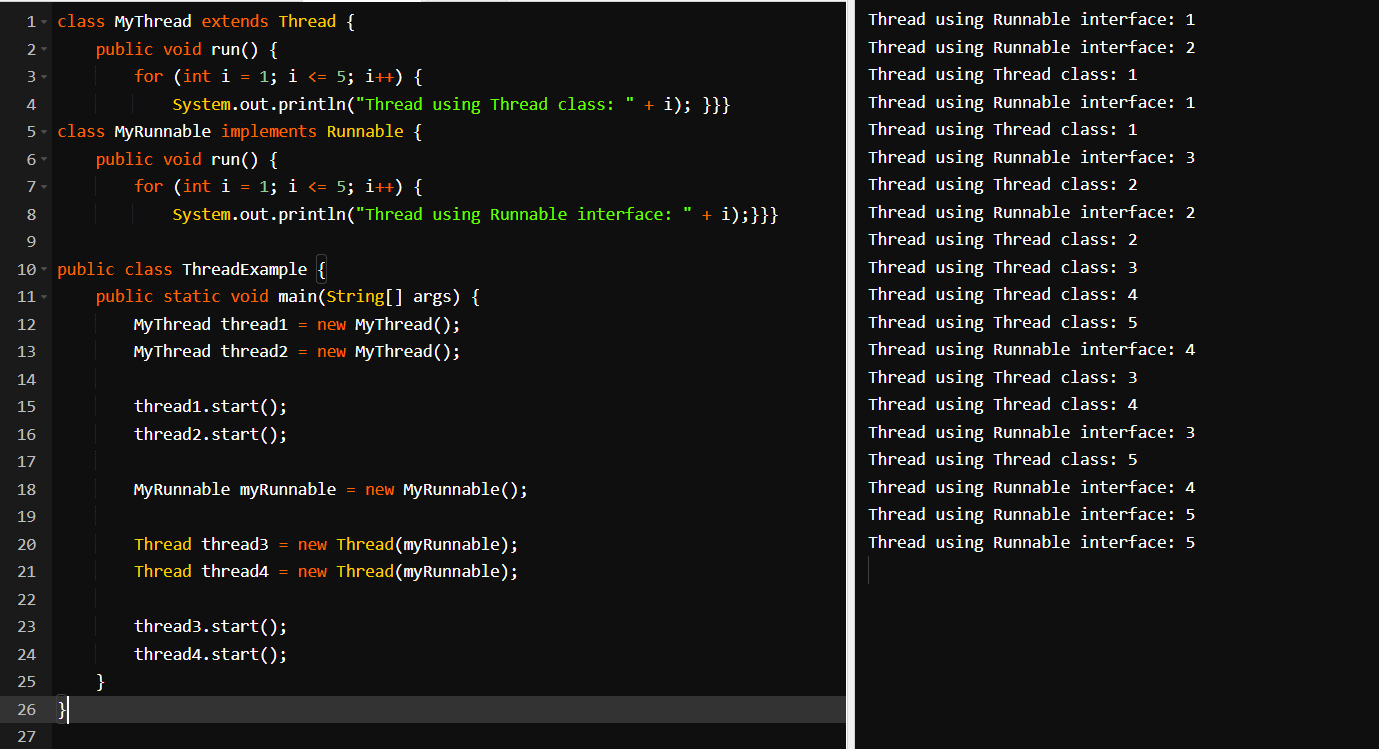 1 class MyThread extends Thread {
2     public void run() {
3         for (int i = 1; i <= 5; i++) {
4             System.out.println("Thread using Thread class: " + i); }}}
5 class MyRunnable implements Runnable {
6     public void run() {
7         for (int i = 1; i <= 5; i++) {
8             System.out.println("Thread using Runnable interface: " + i);}}}
9
10 public class ThreadExample {
11     public static void main(String[] args) {
12         MyThread thread1 = new MyThread();
13         MyThread thread2 = new MyThread();
14
15         thread1.start();
16         thread2.start();
17
18         MyRunnable myRunnable = new MyRunnable();
19
20         Thread thread3 = new Thread(myRunnable);
21         Thread thread4 = new Thread(myRunnable);
22
23         thread3.start();
24         thread4.start();
25     }
26 }
27
Thread using Runnable interface: 1
Thread using Runnable interface: 2
Thread using Thread class: 1
Thread using Runnable interface: 1
Thread using Thread class: 1
Thread using Runnable interface: 3
Thread using Thread class: 2
Thread using Runnable interface: 2
Thread using Thread class: 2
Thread using Thread class: 3
Thread using Thread class: 4
Thread using Thread class: 5
Thread using Runnable interface: 4
Thread using Thread class: 3
Thread using Thread class: 4
Thread using Runnable interface: 3
Thread using Thread class: 5
Thread using Runnable interface: 4
Thread using Runnable interface: 5
Thread using Runnable interface: 5